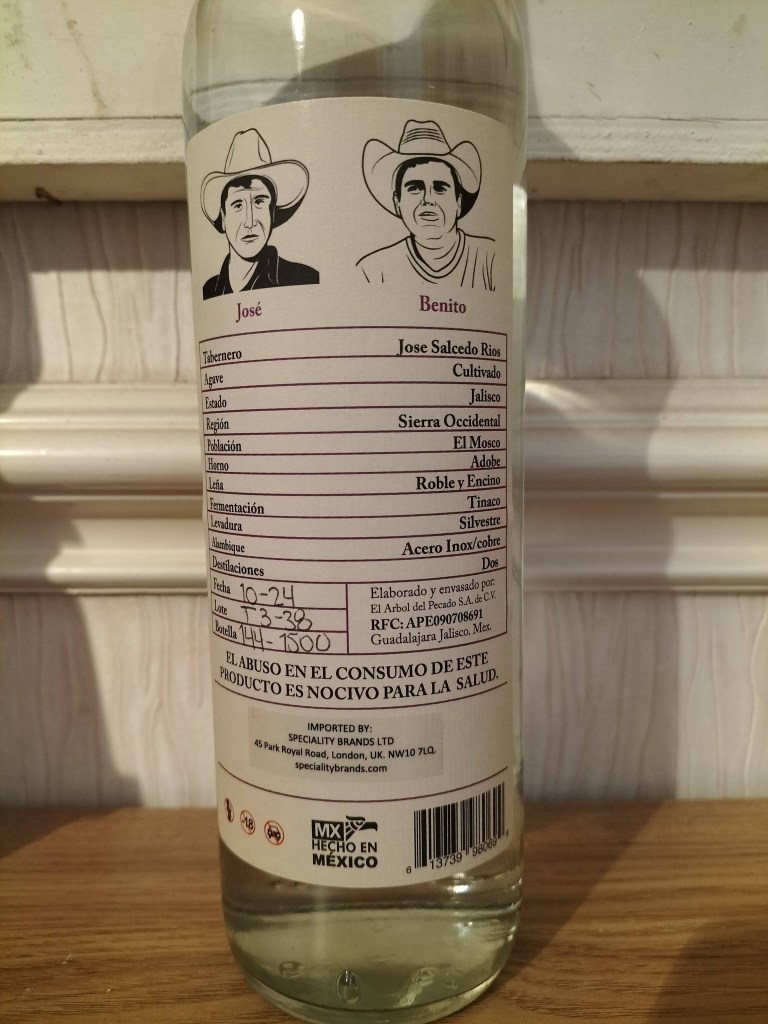 José Benito
Tabernero Jose Salcedo Rios
Agave Cultivado
Estado Jalisco
Región Sierra Occidental
Población El Mosco
Horno Adobe
Leña Roble y Encino
Fermentación Tinaco
Levadura Silvestre
Alambique Acero Inox/cobre
Destilaciones Dos
Fecha 10-24
Lote T3-38
Botella 144-1500
Elaborado y envasado por:
El Arbol del Pecado S.A. de C.V.
RFC: APE090708691
Guadalajara Jalisco. Mex.
EL ABUSO EN EL CONSUMO DE ESTE
PRODUCTO ES NOCIVO PARA LA SALUD.
IMPORTED BY:
SPECIALITY BRANDS LTD
45 Park Royal Road, London, UK. NW10 7LQ.
specialitybrands.com
-18
MX
HECHO EN
MÉXICO
6 13739 98089